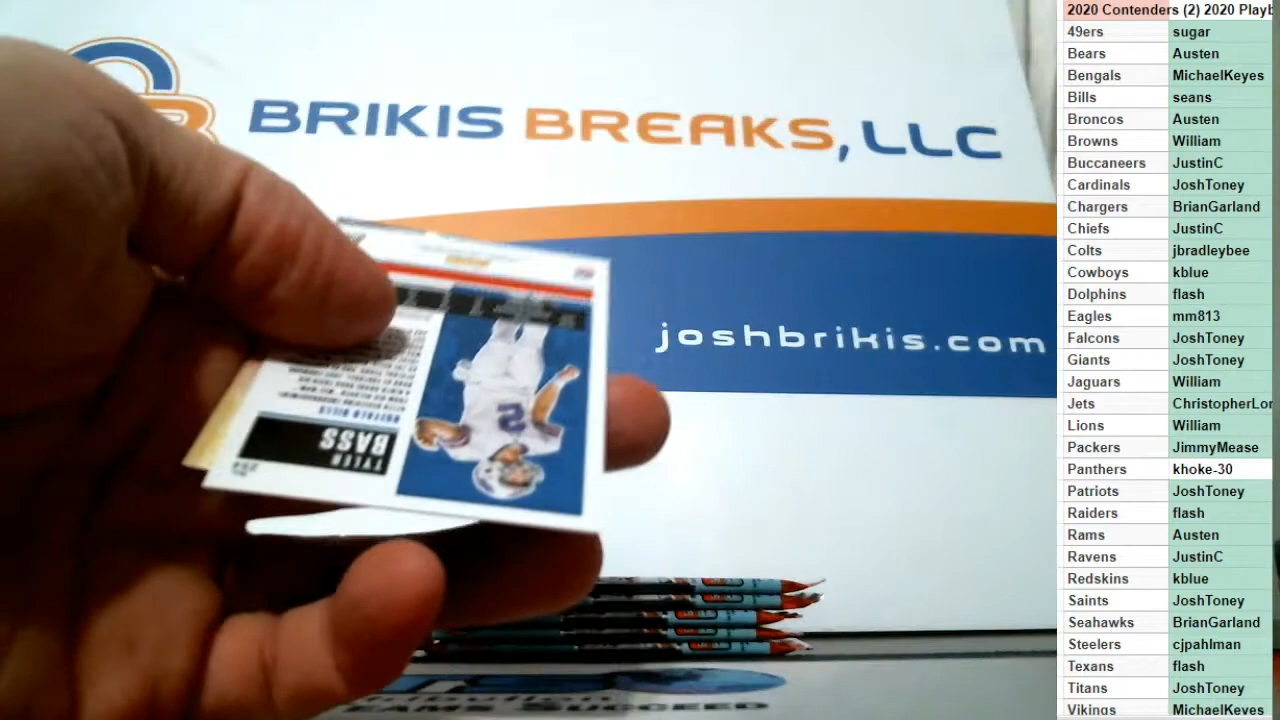 BRIKIS BREAKS, LLC
joshbrikis.com
BUFFALO BILLS
TYLER
BASS
2
2020 Contenders (2) 2020 Playb
49ers sugar
Bears Austen
Bengals MichaelKeyes
Bills seans
Broncos Austen
Browns William
Buccaneers JustinC
Cardinals JoshToney
Chargers BrianGarland
Chiefs JustinC
Colts jbradleybee
Cowboys kblue
Dolphins flash
Eagles mm813
Falcons JoshToney
Giants JoshToney
Jaguars William
Jets ChristopherLor
Lions William
Packers JimmyMease
Panthers khoke-30
Patriots JoshToney
Raiders flash
Rams Austen
Ravens JustinC
Redskins kblue
Saints JoshToney
Seahawks BrianGarland
Steelers cjpahlman
Texans flash
Titans JoshToney
Vikings MichaelKeyes